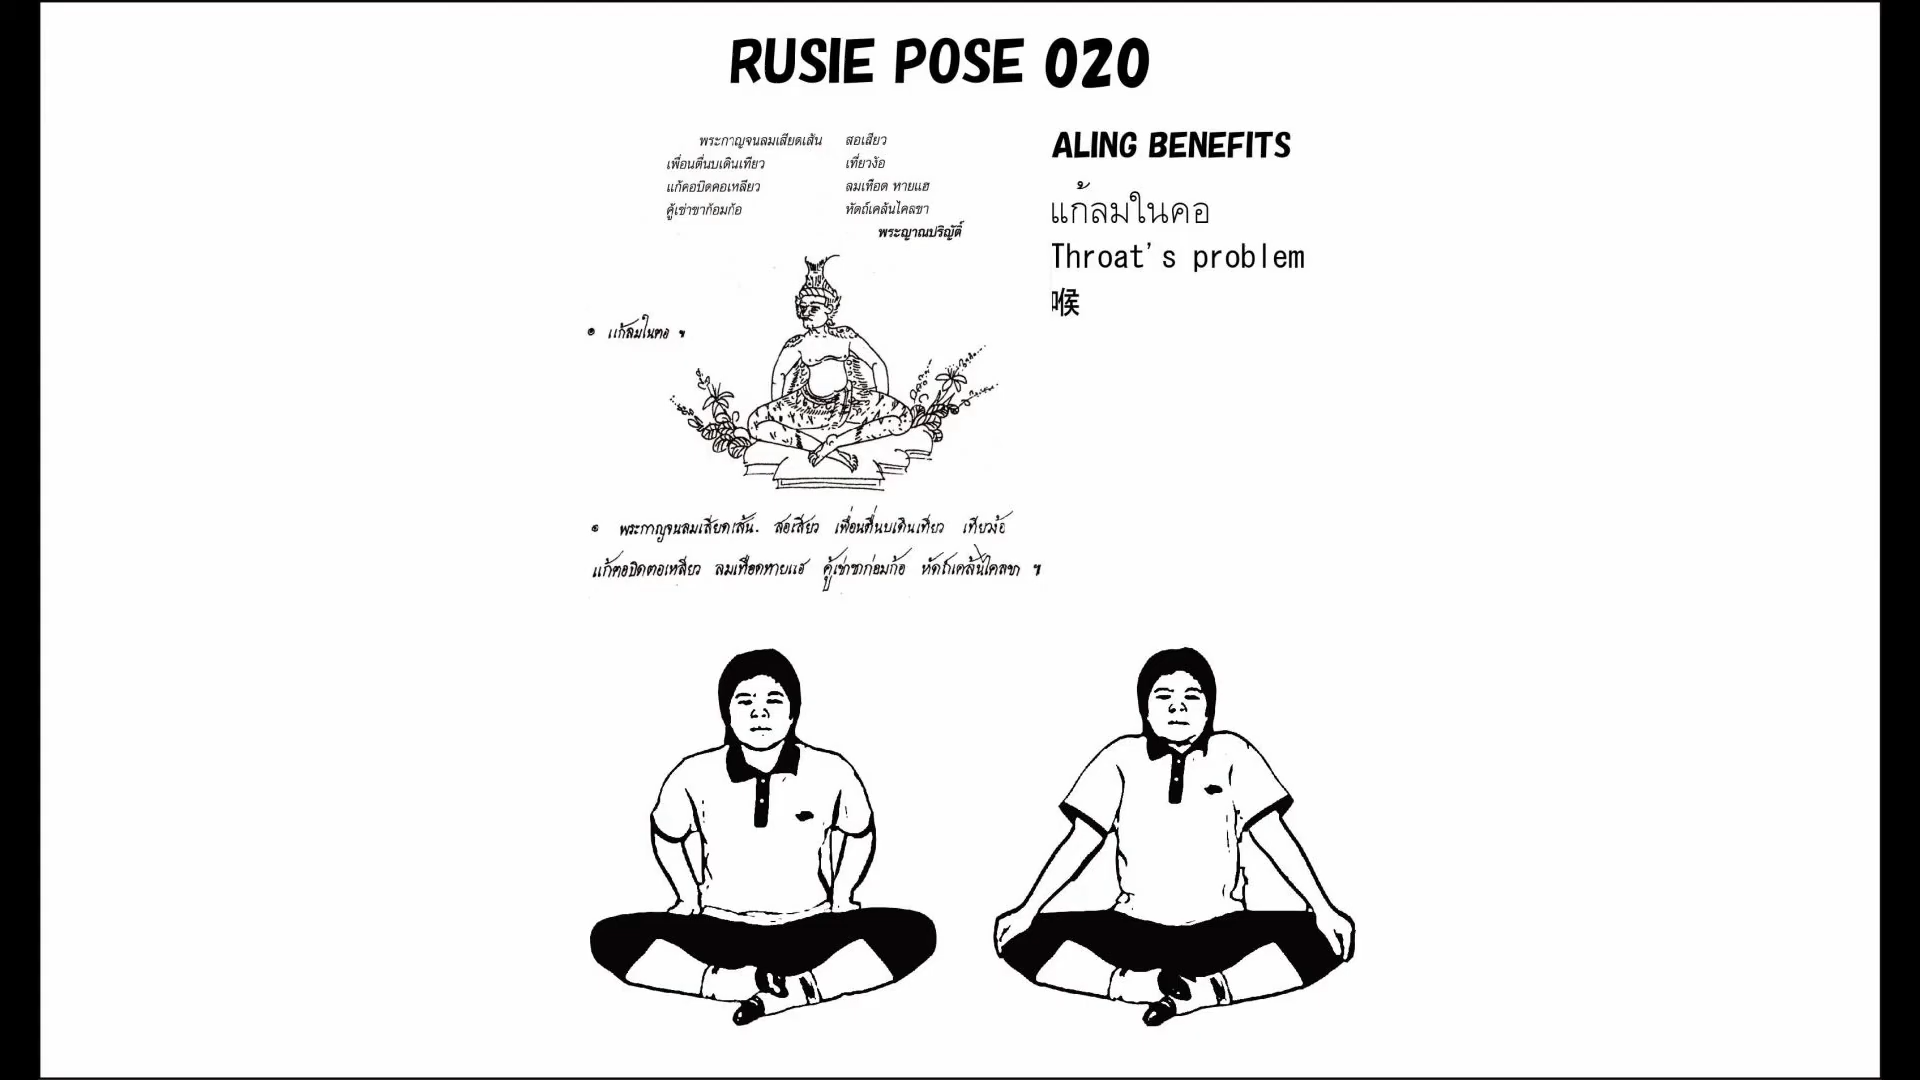 RUSIE POSE 020
พระกาญจนลมเสียดเส้น สอเสียว
เพื่อนตื่นบเดินเทียว เที่ยวง้อ
แก้คอบิดคอเหลียว ลมเทือด ทายแฮ
คู้เข่าขาก้อมก้อ หัตถ์เคล้นไคลขา
พระญาณปริญัติ์
ALING BENEFITS
แก้ลมในคอ
Throat's problem
喉
๏ แก้ลมในฅอ ฯ
๏ พระกาญจนลมเสียดเส้น. สอเสียว เพื่อนตื่นบเดินเที่ยว เทียวง้อ
แก้ฅอบิดฅอเหลียว ลมเทือดทายแฮ คู้เข่าขาก่อมก้อ หัดถ์เคล้นไคลขา ฯ